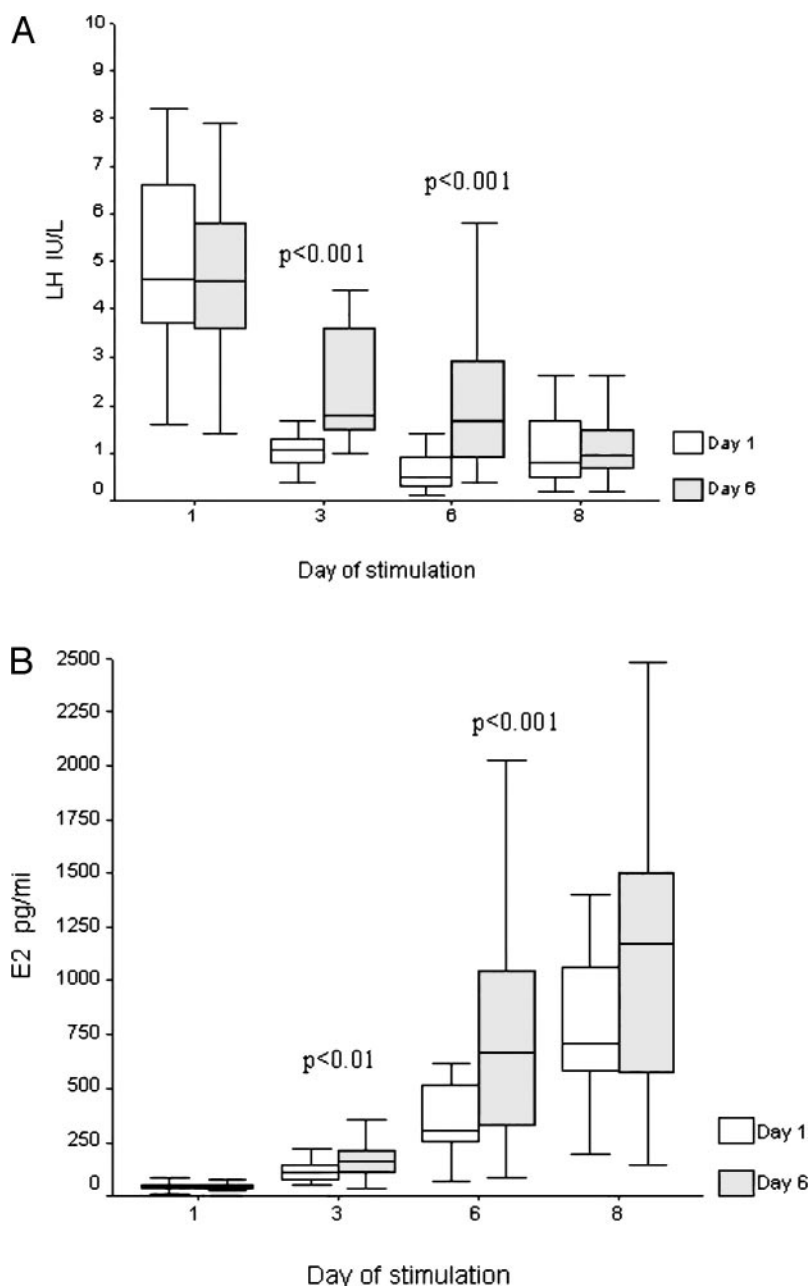 A
10
9
8
7
6
5
4
3
2
1
0
LH IU/L
p<0.001
p<0.001
Day 1
Day 6
1 3 6 8
Day of stimulation
B
2500
2250
2000
1750
1500
1250
1000
750
500
250
0
E2 pg/mi
p<0.01
p<0.001
Day 1
Day 6
1 3 6 8
Day of stimulation